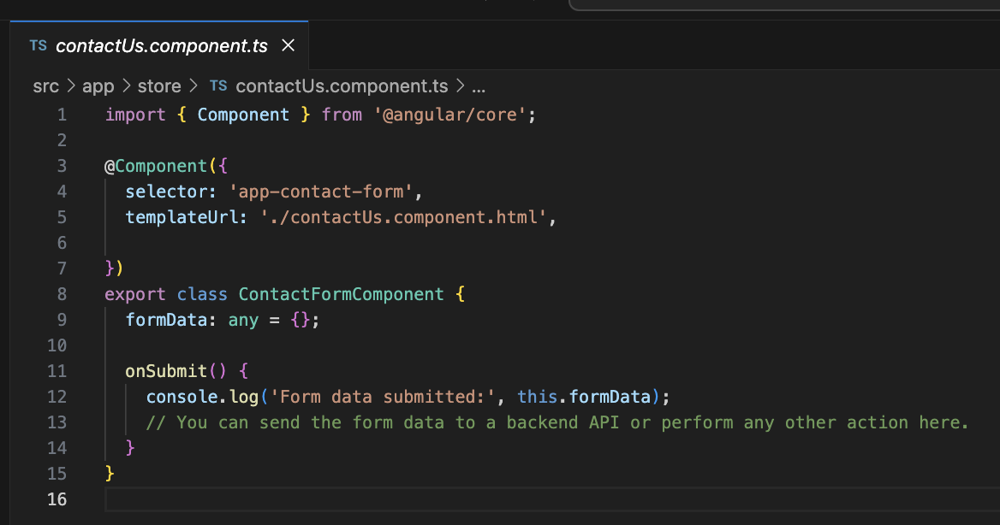 TS contactUs.component.ts ×
src > app > store > TS contactUs.component.ts > ...
1 import { Component } from '@angular/core';
2
3 @Component({
4   selector: 'app-contact-form',
5   templateUrl: './contactUs.component.html',
6
7 })
8 export class ContactFormComponent {
9   formData: any = {};
10
11   onSubmit() {
12     console.log('Form data submitted:', this.formData);
13     // You can send the form data to a backend API or perform any other action here.
14   }
15 }
16